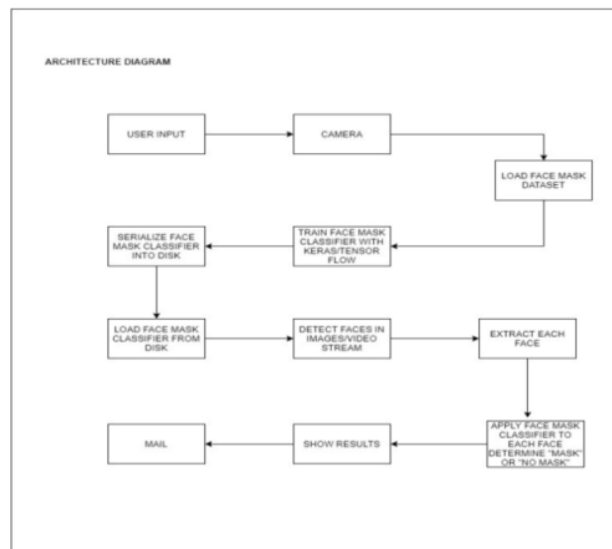 ARCHITECTURE DIAGRAM
USER INPUT
CAMERA
LOAD FACE MASK
DATASET
TRAIN FACE MASK
CLASSIFIER WITH
KERAS/TENSOR
FLOW
SERIALIZE FACE
MASK CLASSIFIER
INTO DISK
LOAD FACE MASK
CLASSIFIER FROM
DISK
DETECT FACES IN
IMAGES/VIDEO
STREAM
EXTRACT EACH
FACE
APPLY FACE MASK
CLASSIFIER TO
EACH FACE
DETERMINE "MASK"
OR "NO MASK"
SHOW RESULTS
MAIL